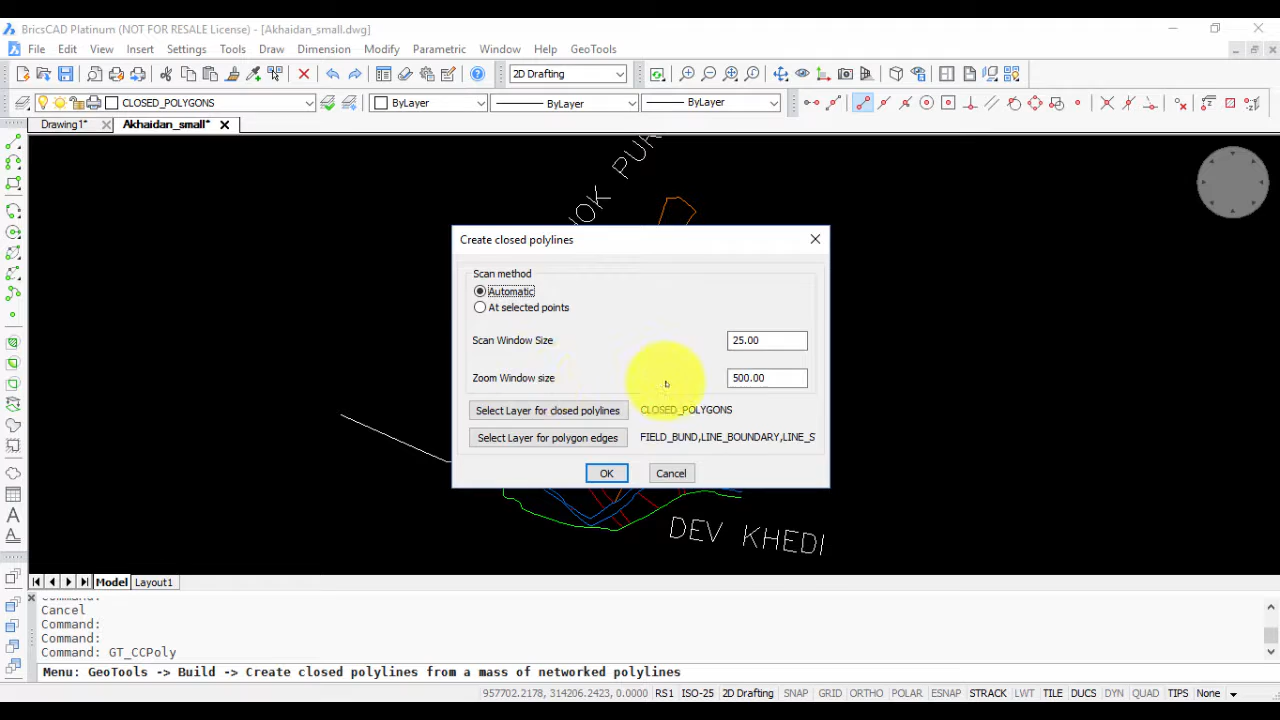 BricsCAD Platinum (NOT FOR RESALE License) - [Akhaidan_small.dwg]
File Edit View Insert Settings Tools Draw Dimension Modify Parametric Window Help GeoTools
2D Drafting
CLOSED_POLYGONS ByLayer ByLayer ByLayer
Drawing1* Akhaidan_small*
Create closed polylines
Scan method
Automatic
At selected points
Scan Window Size 25.00
Zoom Window size 500.00
Select Layer for closed polylines CLOSED_POLYGONS
Select Layer for polygon edges FIELD_BUND,LINE_BOUNDARY,LINE_S
OK Cancel
DEV KHEDI
Model Layout1
Command:
Cancel
Command:
Command:
Command: GT_CCPoly
Menu: GeoTools -> Build -> Create closed polylines from a mass of networked polylines
957702.2178, 314206.2423, 0.0000 RS1 ISO-25 2D Drafting SNAP GRID ORTHO POLAR ESNAP STRACK LWT TILE DUCS DYN QUAD TIPS None